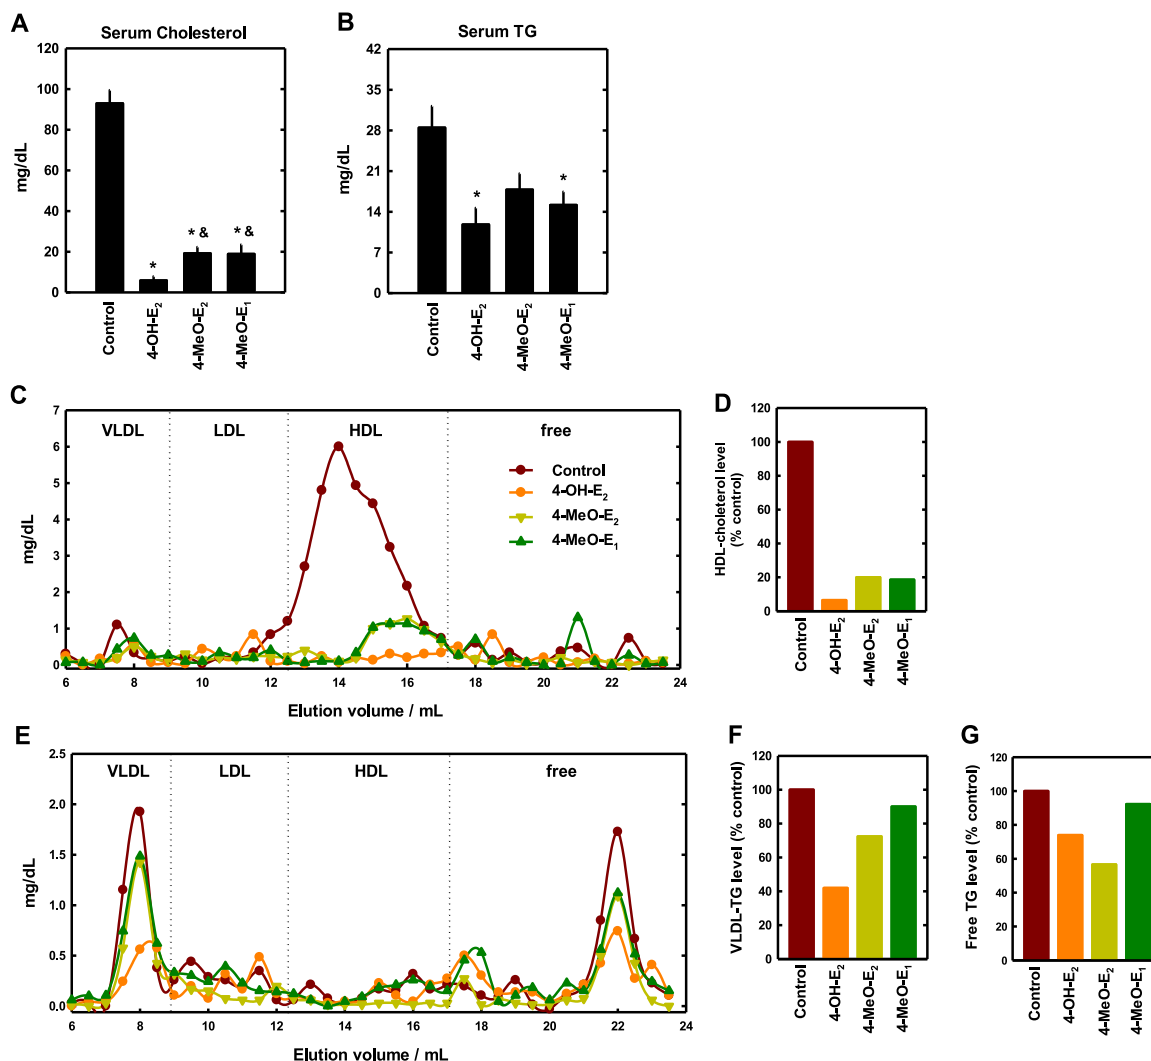 A
Serum Cholesterol
120
100
80
60
40
20
0
mg/dL
*
* &
* &
Control
4-OH-E2
4-MeO-E2
4-MeO-E1
B
Serum TG
42
35
28
21
14
7
0
mg/dL
*
*
Control
4-OH-E2
4-MeO-E2
4-MeO-E1
C
7
6
5
4
3
2
1
0
mg/dL
VLDL
LDL
HDL
free
Control
4-OH-E2
4-MeO-E2
4-MeO-E1
6 8 10 12 14 16 18 20 22 24
Elution volume / mL
D
120
100
80
60
40
20
0
HDL-choleterol level
(% control)
Control
4-OH-E2
4-MeO-E2
4-MeO-E1
E
2.5
2.0
1.5
1.0
0.5
0.0
mg/dL
VLDL
LDL
HDL
free
6 8 10 12 14 16 18 20 22 24
Elution volume / mL
F
120
100
80
60
40
20
0
VLDL-TG level (% control)
Control
4-OH-E2
4-MeO-E2
4-MeO-E1
G
120
100
80
60
40
20
0
Free TG level (% control)
Control
4-OH-E2
4-MeO-E2
4-MeO-E1